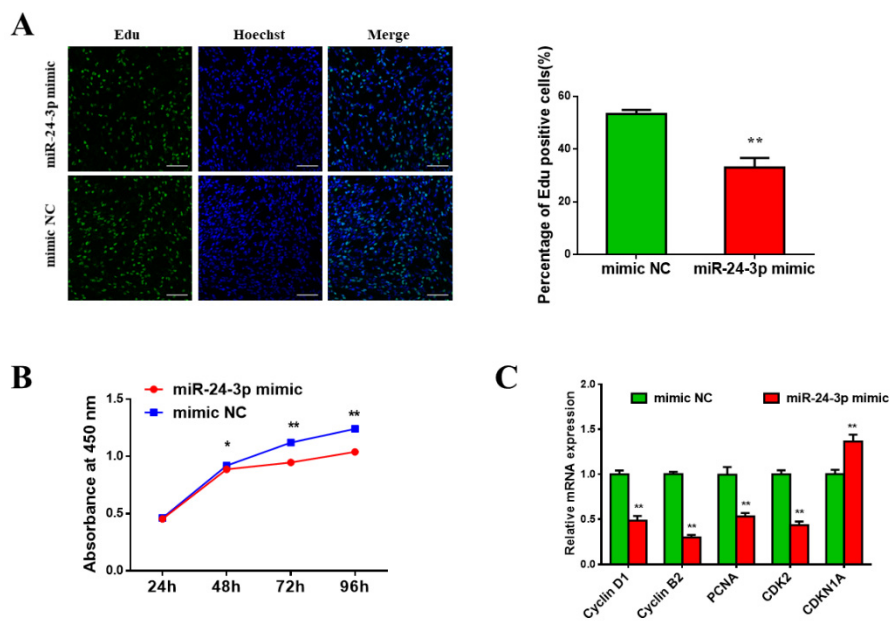 A
Edu Hoechst Merge
miR-24-3p mimic
mimic NC
Percentage of Edu positive cells(%)
60
40
20
0
mimic NC miR-24-3p mimic
**
B
miR-24-3p mimic
mimic NC
Absorbance at 450 nm
1.5
1.0
0.5
0.0
* ** **
24h 48h 72h 96h
C
mimic NC miR-24-3p mimic
Relative mRNA expression
2.0
1.5
1.0
0.5
0.0
** ** ** ** **
Cyclin D1 Cyclin B2 PCNA CDK2 CDKN1A